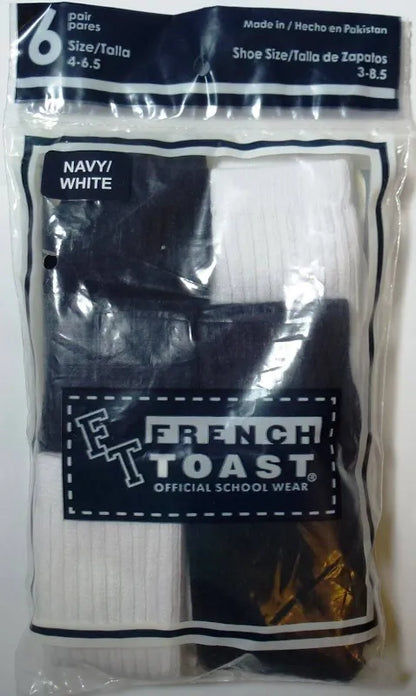 6 pair
pares
Size/Talla
4-6.5
Made in / Hecho en Pakistan
Shoe Size/Talla de Zapatos
3-8.5
NAVY/
WHITE
FT FRENCH
TOAST®
OFFICIAL SCHOOL WEAR